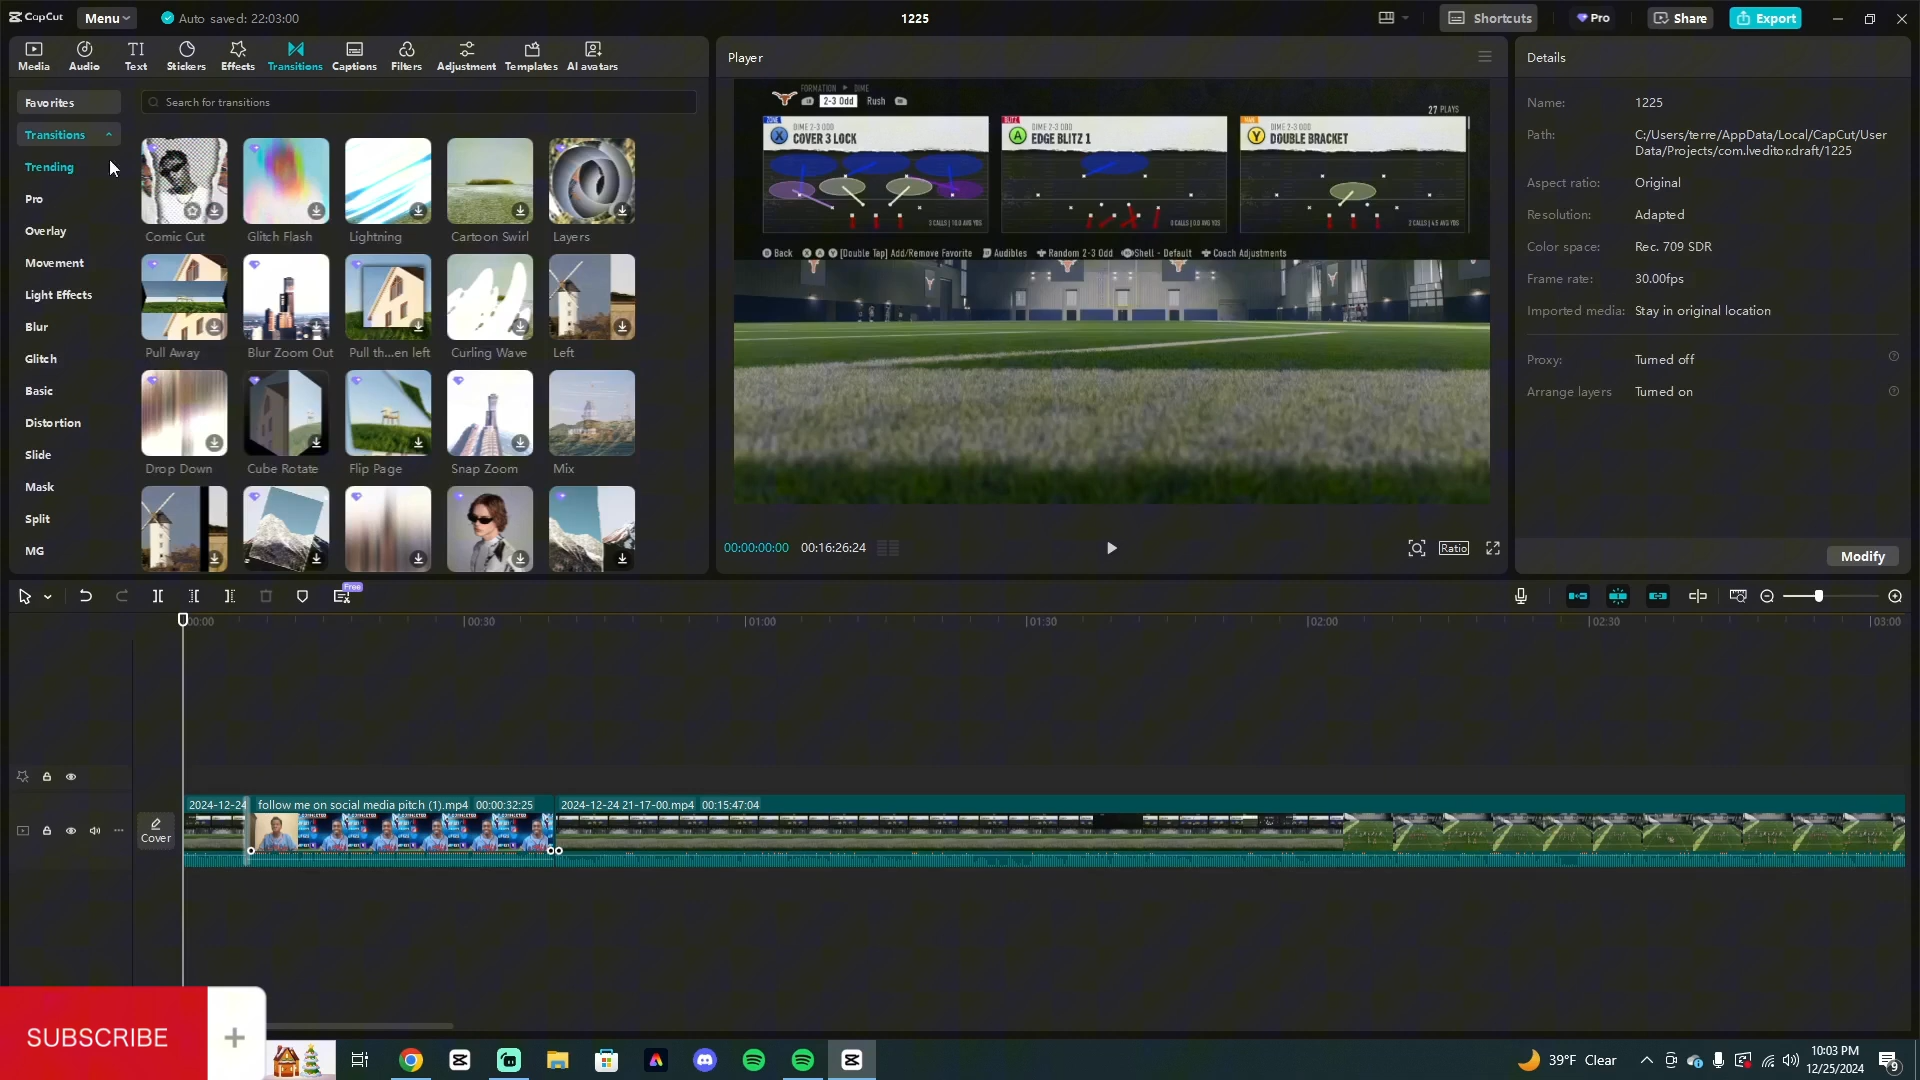 CapCut
Menu
Auto saved: 22:03:00
1225
Shortcuts
Pro
Share
Export
Media
Audio
Text
Stickers
Effects
Transitions
Captions
Filters
Adjustment
Templates
AI avatars
Favorites
Transitions
Trending
Pro
Overlay
Movement
Light Effects
Blur
Glitch
Basic
Distortion
Slide
Mask
Split
MG
Search for transitions
Comic Cut
Glitch Flash
Lightning
Cartoon Swirl
Layers
Pull Away
Blur Zoom Out
Pull th...en left
Curling Wave
Left
Drop Down
Cube Rotate
Flip Page
Snap Zoom
Mix
Player
FORMATION DIME
2-3 Odd Rush
27 PLAYS
ZONE
DIME 2-3 ODD
X COVER 3 LOCK
BLITZ
DIME 2-3 ODD
A EDGE BLITZ 1
DIME 2-3 ODD
Y DOUBLE BRACKET
Back [Double Tap] Add/Remove Favorite Audibles Random 2-3 Odd Shell - Default Coach Adjustments
00:00:00:00
00:16:26:24
Ratio
Details
Name: 1225
Path: C:/Users/terre/AppData/Local/CapCut/User
Data/Projects/com.lveditor.draft/1225
Aspect ratio: Original
Resolution: Adapted
Color space: Rec. 709 SDR
Frame rate: 30.00fps
Imported media: Stay in original location
Proxy: Turned off
Arrange layers Turned on
Modify
Free
00:00
00:30
01:00
01:30
02:00
02:30
03:00
Cover
2024-12-24
follow me on social media pitch (1).mp4 00:00:32:25
2024-12-24 21-17-00.mp4 00:15:47:04
SUBSCRIBE
+
39°F Clear
10:03 PM
12/25/2024
9